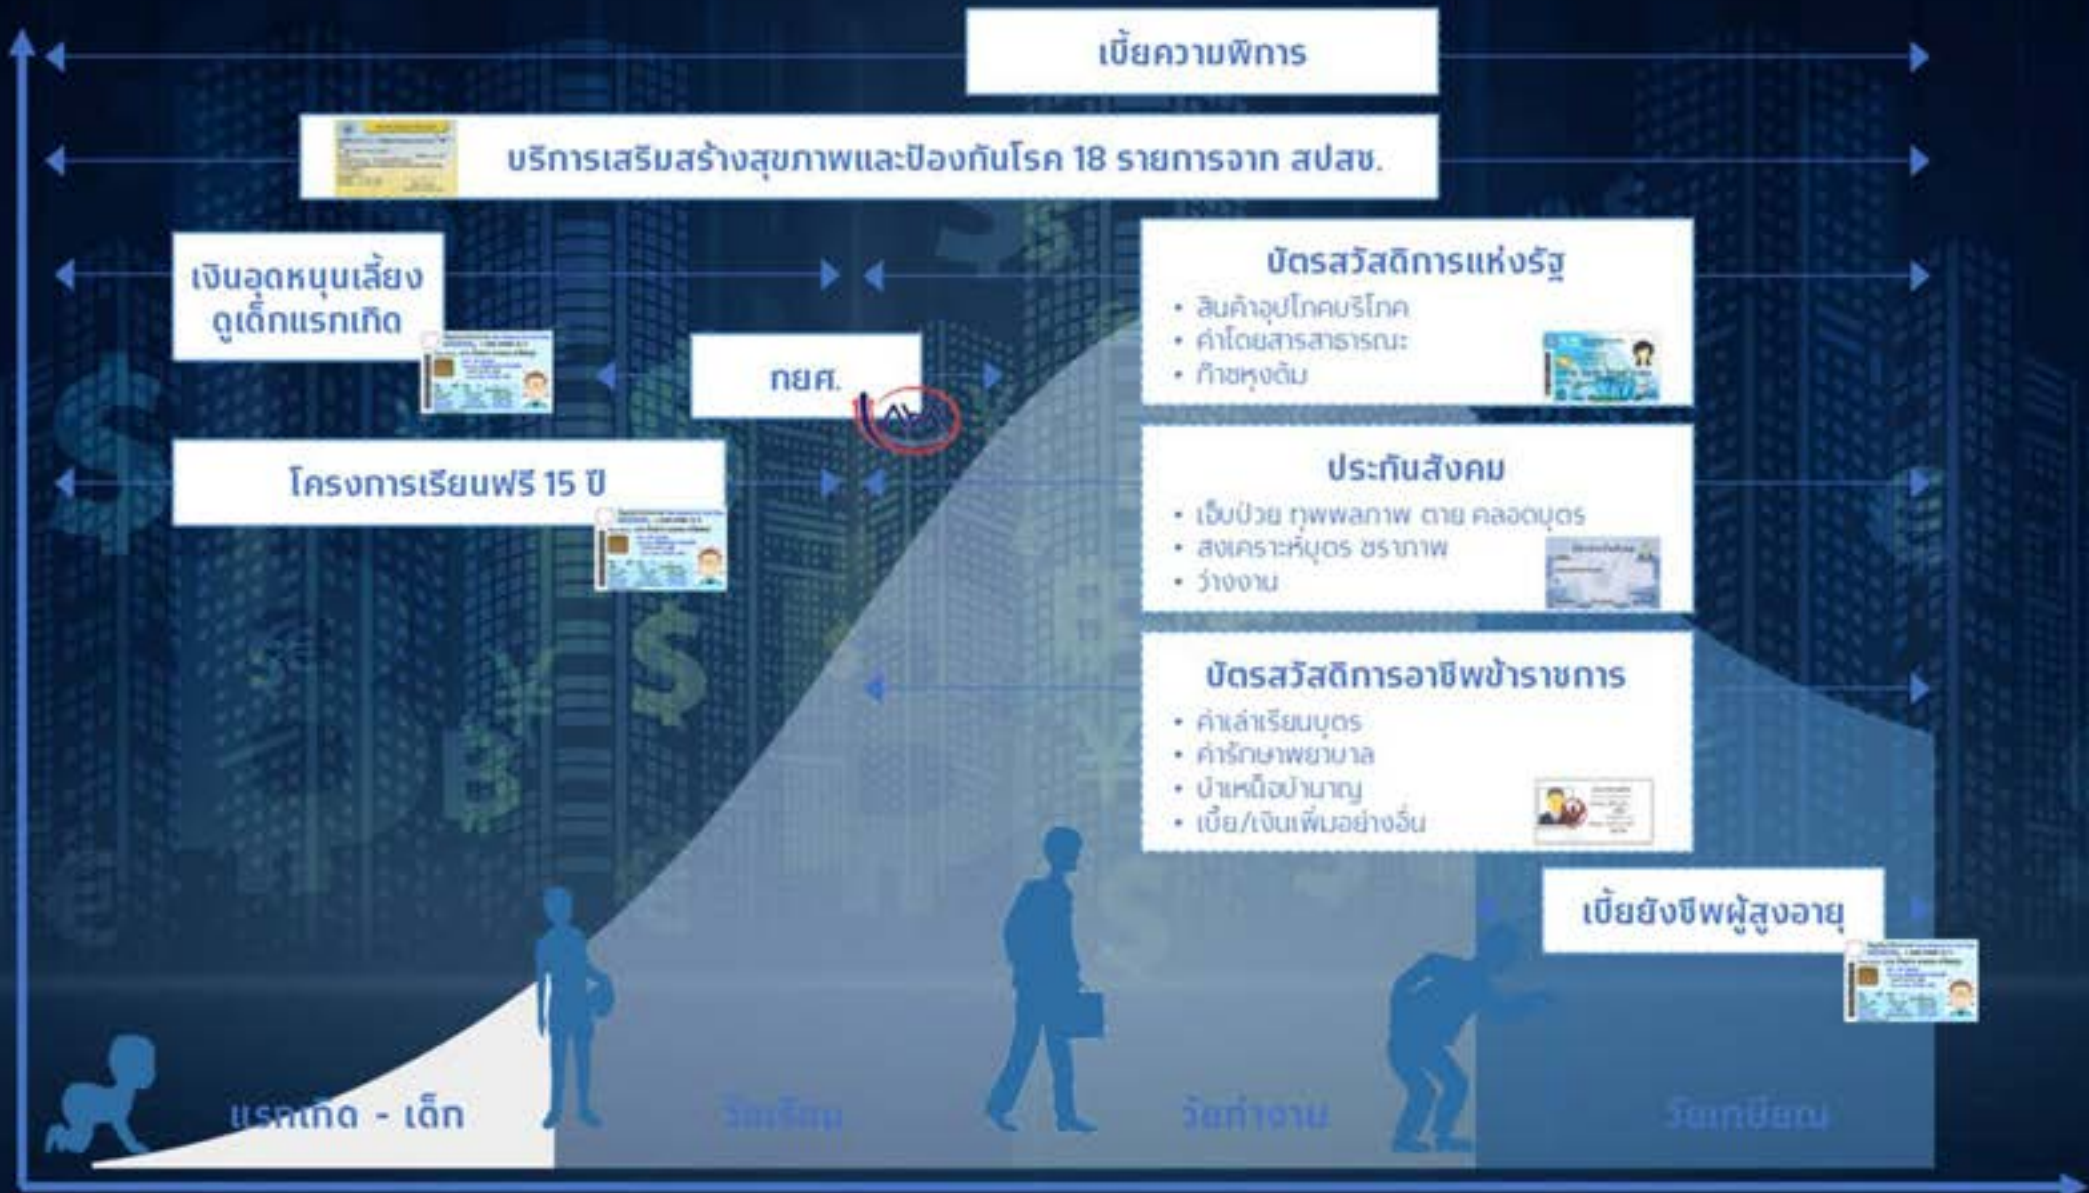 เบี้ยความพิการ
บริการเสริมสร้างสุขภาพและป้องกันโรค 18 รายการจาก สปสช.
เงินอุดหนุนเลี้ยง
ดูเด็กแรกเกิด
กยศ.
โครงการเรียนฟรี 15 ปี
บัตรสวัสดิการแห่งรัฐ
• สินค้าอุปโภคบริโภค
• ค่าโดยสารสาธารณะ
• ก๊าซหุงต้ม
ประกันสังคม
• เจ็บป่วย ทุพพลภาพ ตาย คลอดบุตร
• สงเคราะห์บุตร ชราภาพ
• ว่างงาน
บัตรสวัสดิการอาชีพข้าราชการ
• ค่าเล่าเรียนบุตร
• ค่ารักษาพยาบาล
• บำเหน็จบำนาญ
• เบี้ย/เงินเพิ่มอย่างอื่น
เบี้ยยังชีพผู้สูงอายุ
แรกเกิด - เด็ก
วัยเรียน
วัยทำงาน
วัยเกษียณ